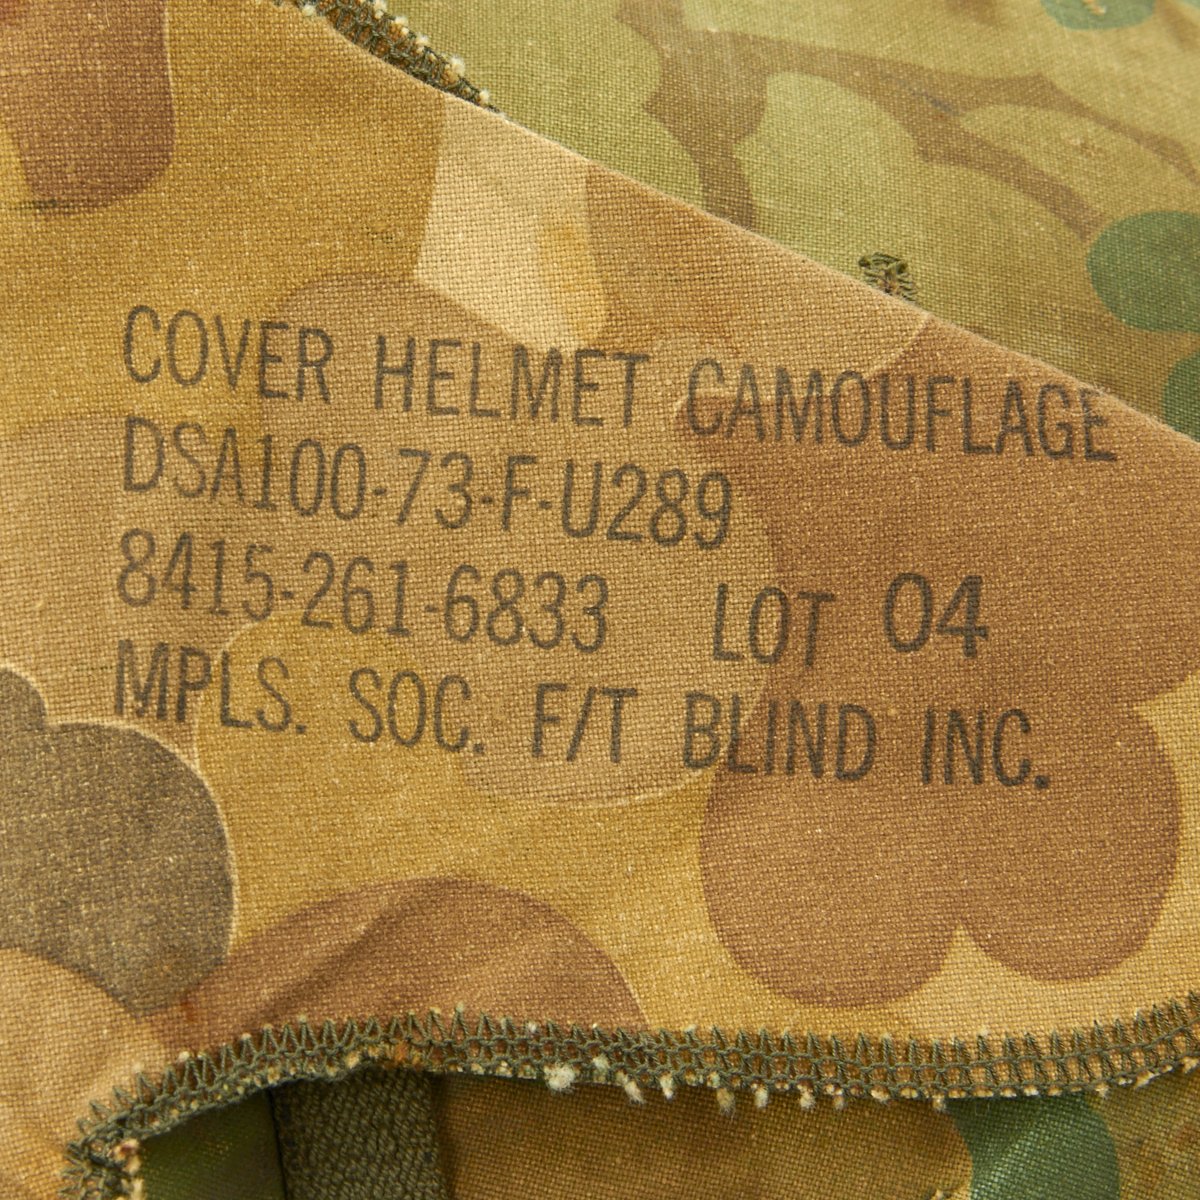 COVER HELMET CAMOUFLAGE
DSA100-73-F-U289
8415-261-6833 LOT 04
MPLS. SOC. F/T BLIND INC.